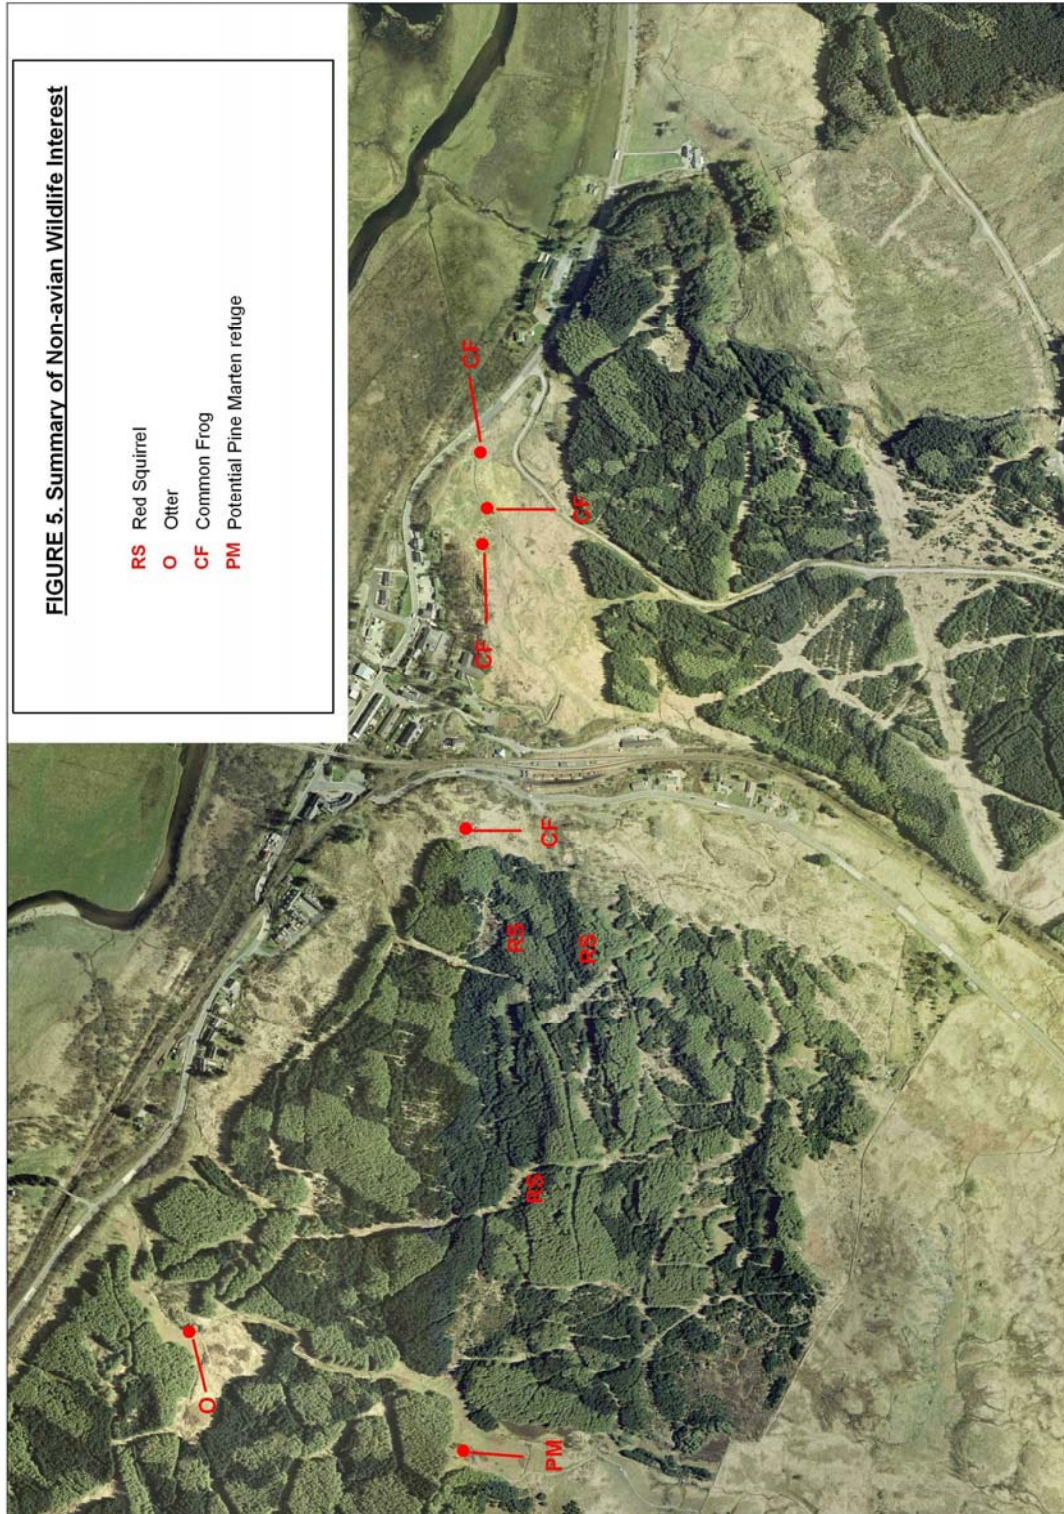 FIGURE 5. Summary of Non-avian Wildlife Interest
RS Red Squirrel
O Otter
CF Common Frog
PM Potential Pine Marten refuge
O
PM
RS
RS
RS
CF
CF
CF
CF